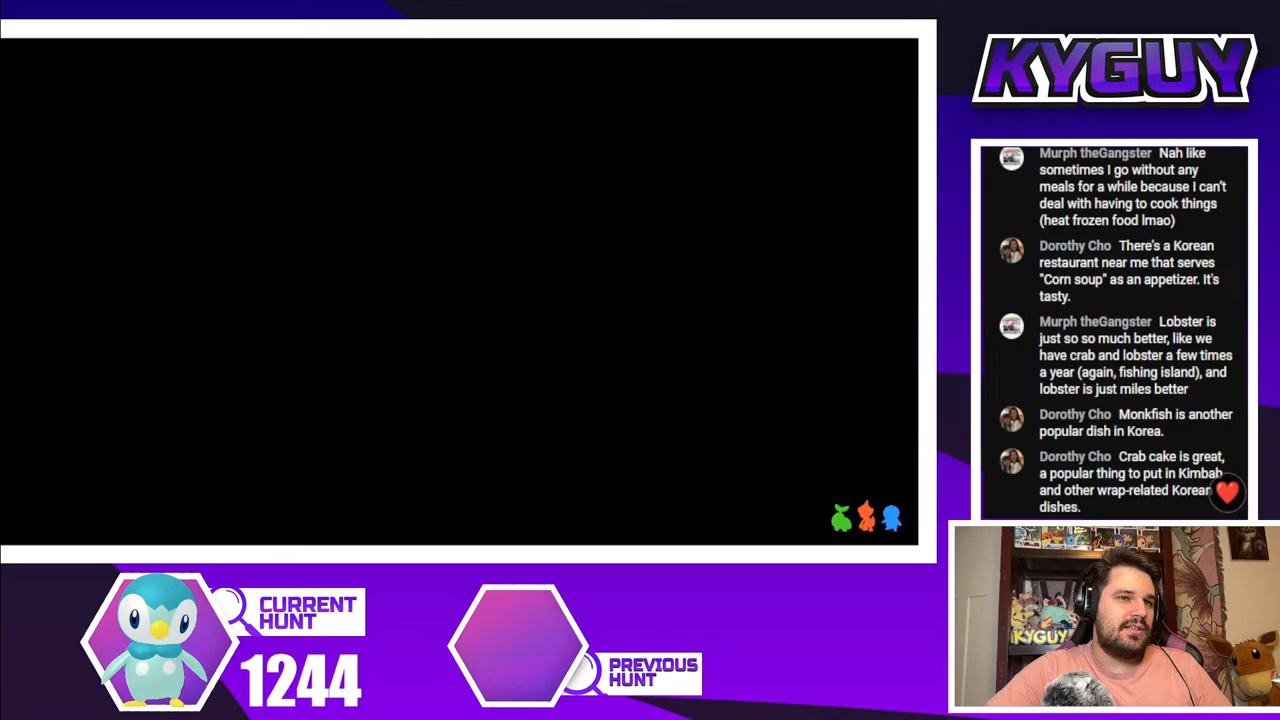 KYGUY
Murph theGangster Nah like
sometimes I go without any
meals for a while because I can't
deal with having to cook things
(heat frozen food lmao)
Dorothy Cho There's a Korean
restaurant near me that serves
"Corn soup" as an appetizer. It's
tasty.
Murph theGangster Lobster is
just so so much better, like we
have crab and lobster a few times
a year (again, fishing island), and
lobster is just miles better
Dorothy Cho Monkfish is another
popular dish in Korea.
Dorothy Cho Crab cake is great,
a popular thing to put in Kimbab
and other wrap-related Korean
dishes.
CURRENT
HUNT
1244
PREVIOUS
HUNT
KYGUY